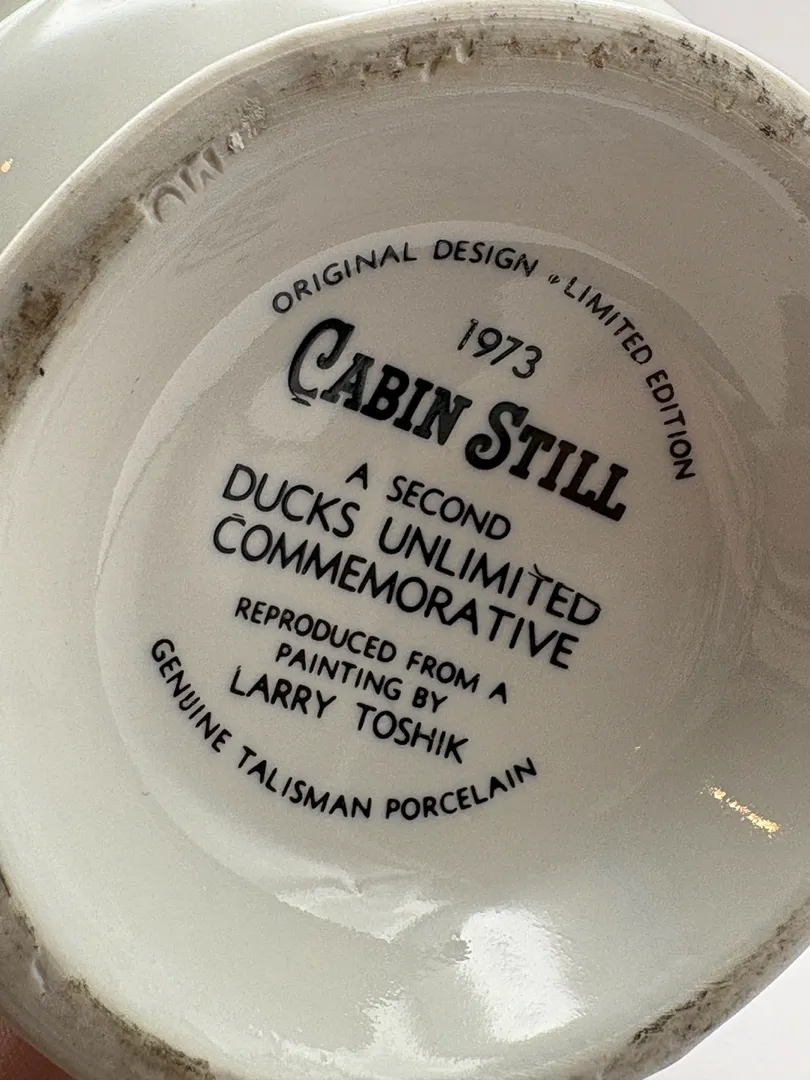 ORIGINAL DESIGN • LIMITED EDITION
1973
CABIN STILL
A SECOND
DUCKS UNLIMITED
COMMEMORATIVE
REPRODUCED FROM A
PAINTING BY
LARRY TOSHIK
GENUINE TALISMAN PORCELAIN